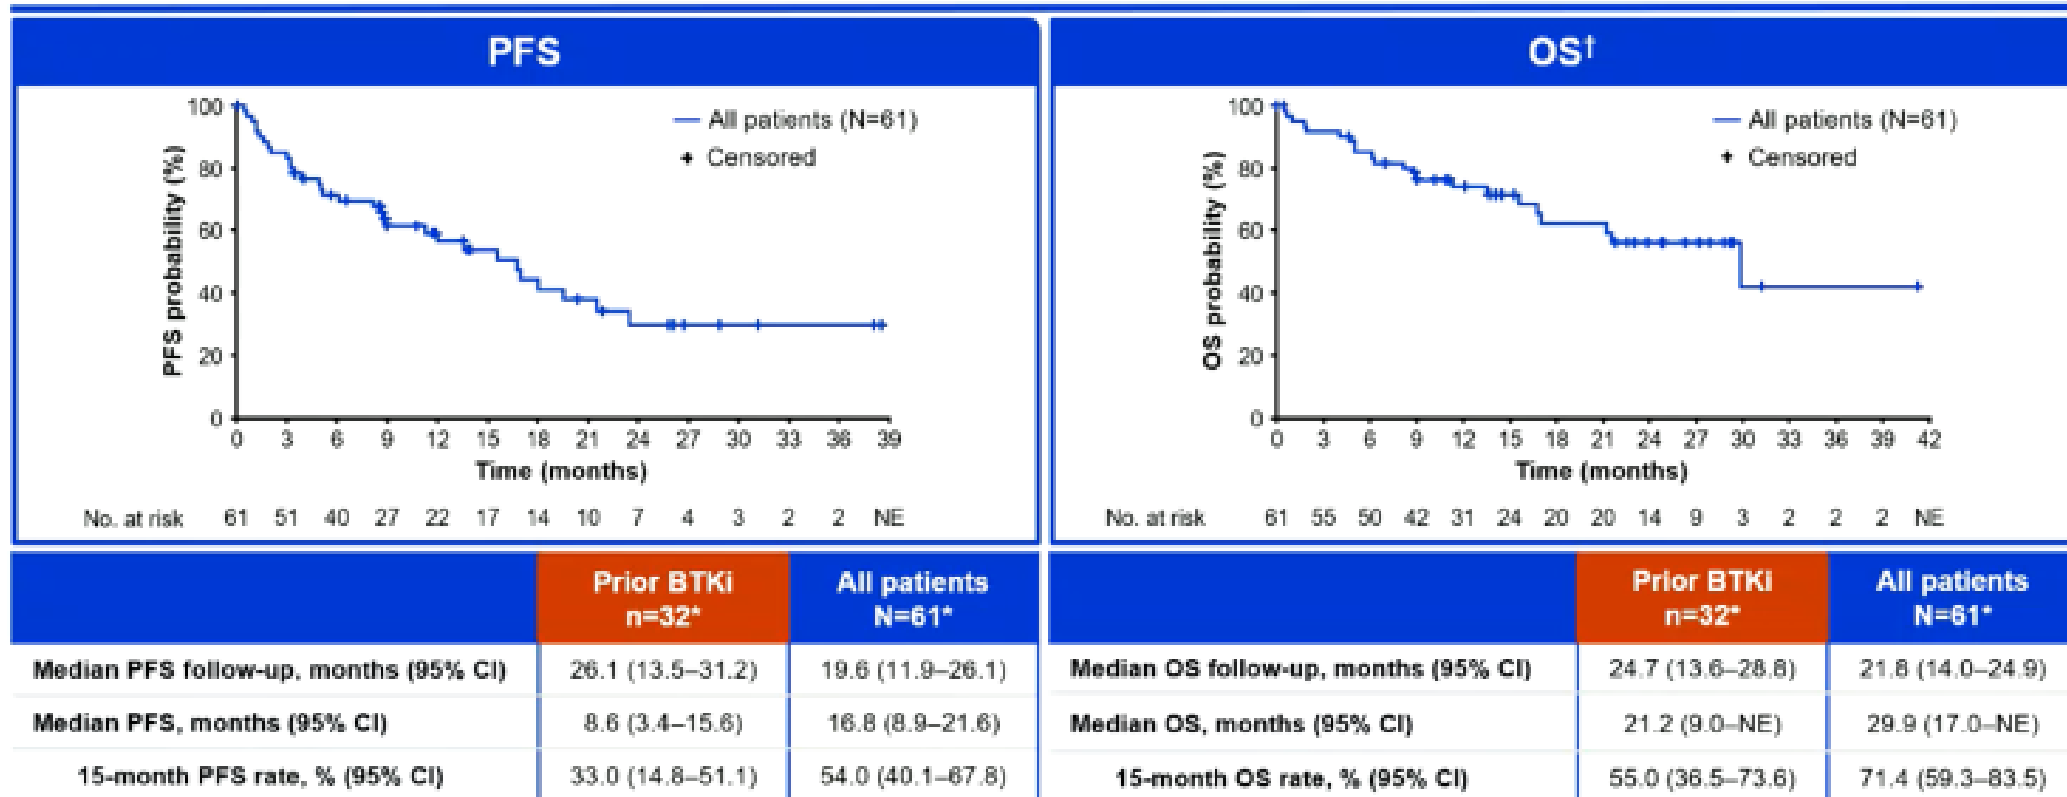 PFS
100
80
60
40
20
0
PFS probability (%)
All patients (N=61)
Censored
0 3 6 9 12 15 18 21 24 27 30 33 36 39
Time (months)
No. at risk 61 51 40 27 22 17 14 10 7 4 3 2 2 NE
OS†
100
80
60
40
20
0
OS probability (%)
All patients (N=61)
Censored
0 3 6 9 12 15 18 21 24 27 30 33 36 39 42
Time (months)
No. at risk 61 55 50 42 31 24 20 20 14 9 3 2 2 2 NE
Prior BTKi All patients
n=32* N=61*
Median PFS follow-up, months (95% CI) 26.1 (13.5–31.2) 19.6 (11.9–26.1)
Median PFS, months (95% CI) 8.6 (3.4–15.6) 16.8 (8.9–21.6)
15-month PFS rate, % (95% CI) 33.0 (14.8–51.1) 54.0 (40.1–67.8)
Prior BTKi All patients
n=32* N=61*
Median OS follow-up, months (95% CI) 24.7 (13.6–28.8) 21.8 (14.0–24.9)
Median OS, months (95% CI) 21.2 (9.0–NE) 29.9 (17.0–NE)
15-month OS rate, % (95% CI) 55.0 (36.5–73.6) 71.4 (59.3–83.5)